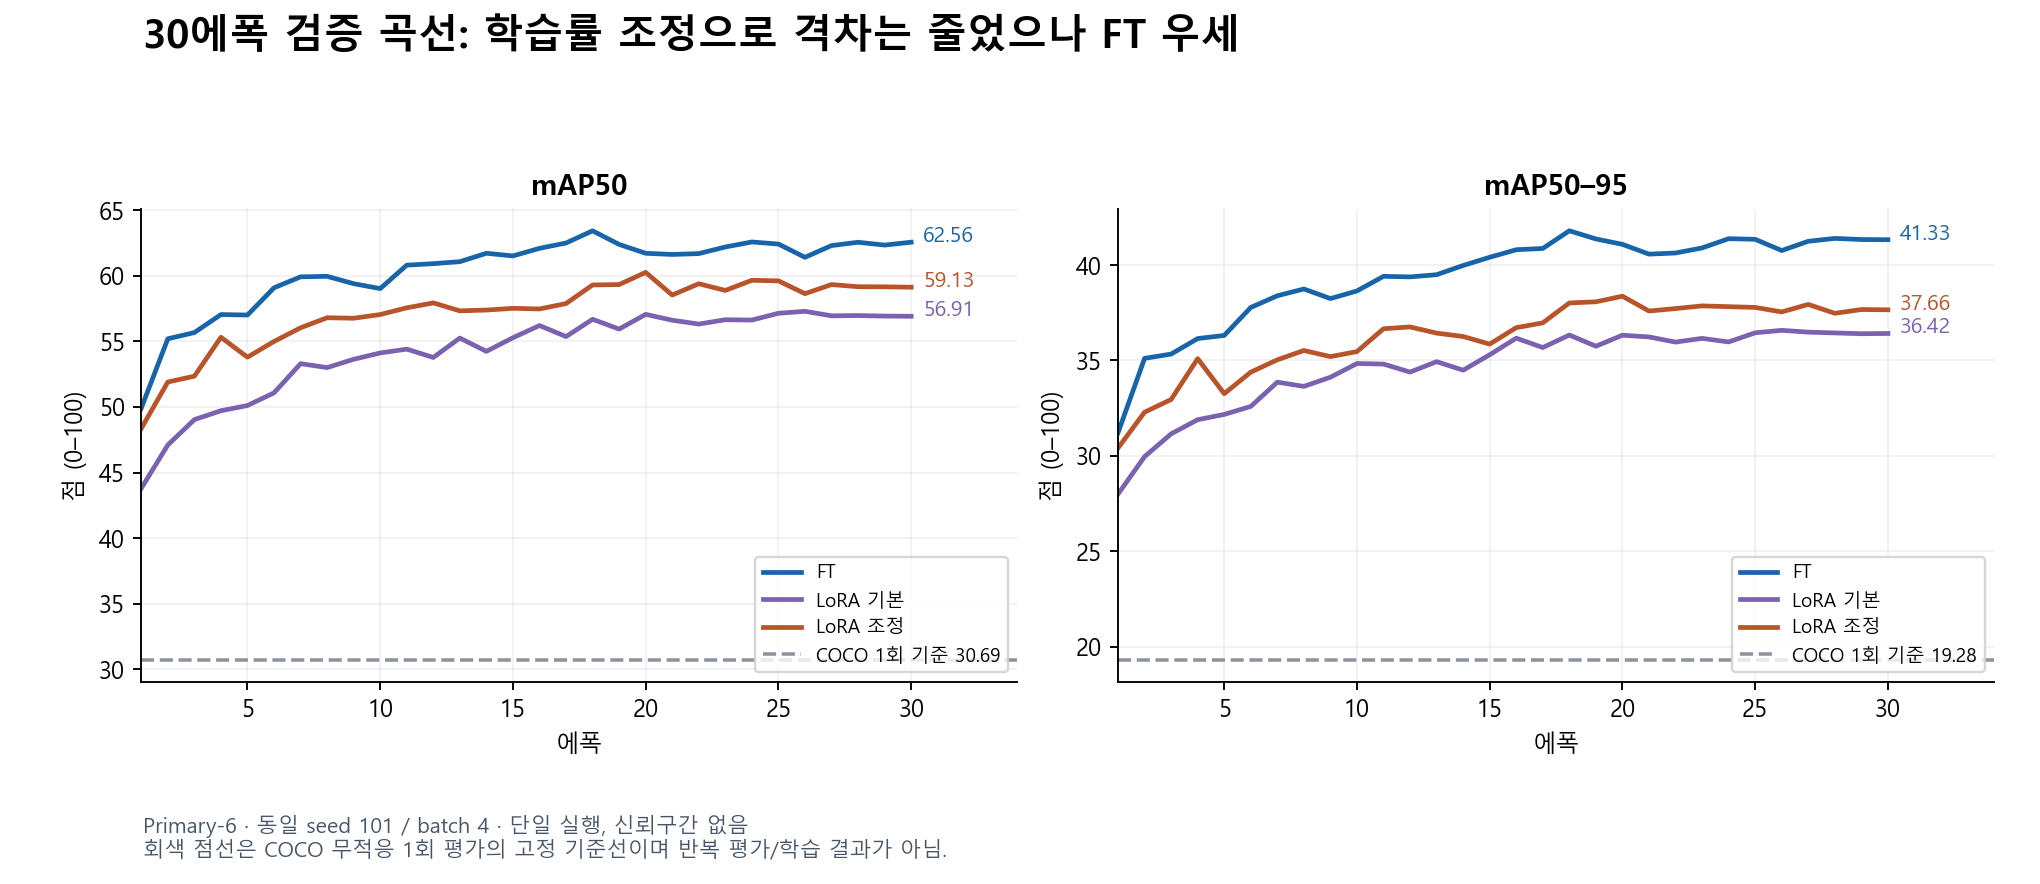 30에폭 검증 곡선: 학습률 조정으로 격차는 줄었으나 FT 우세
mAP50
점 (0–100)
65
60
55
50
45
40
35
30
62.56
59.13
56.91
FT
LoRA 기본
LoRA 조정
COCO 1회 기준 30.69
5 10 15 20 25 30
에폭
mAP50–95
점 (0–100)
40
35
30
25
20
41.33
37.66
36.42
FT
LoRA 기본
LoRA 조정
COCO 1회 기준 19.28
5 10 15 20 25 30
에폭
Primary-6 · 동일 seed 101 / batch 4 · 단일 실행, 신뢰구간 없음
회색 점선은 COCO 무적응 1회 평가의 고정 기준선이며 반복 평가/학습 결과가 아님.